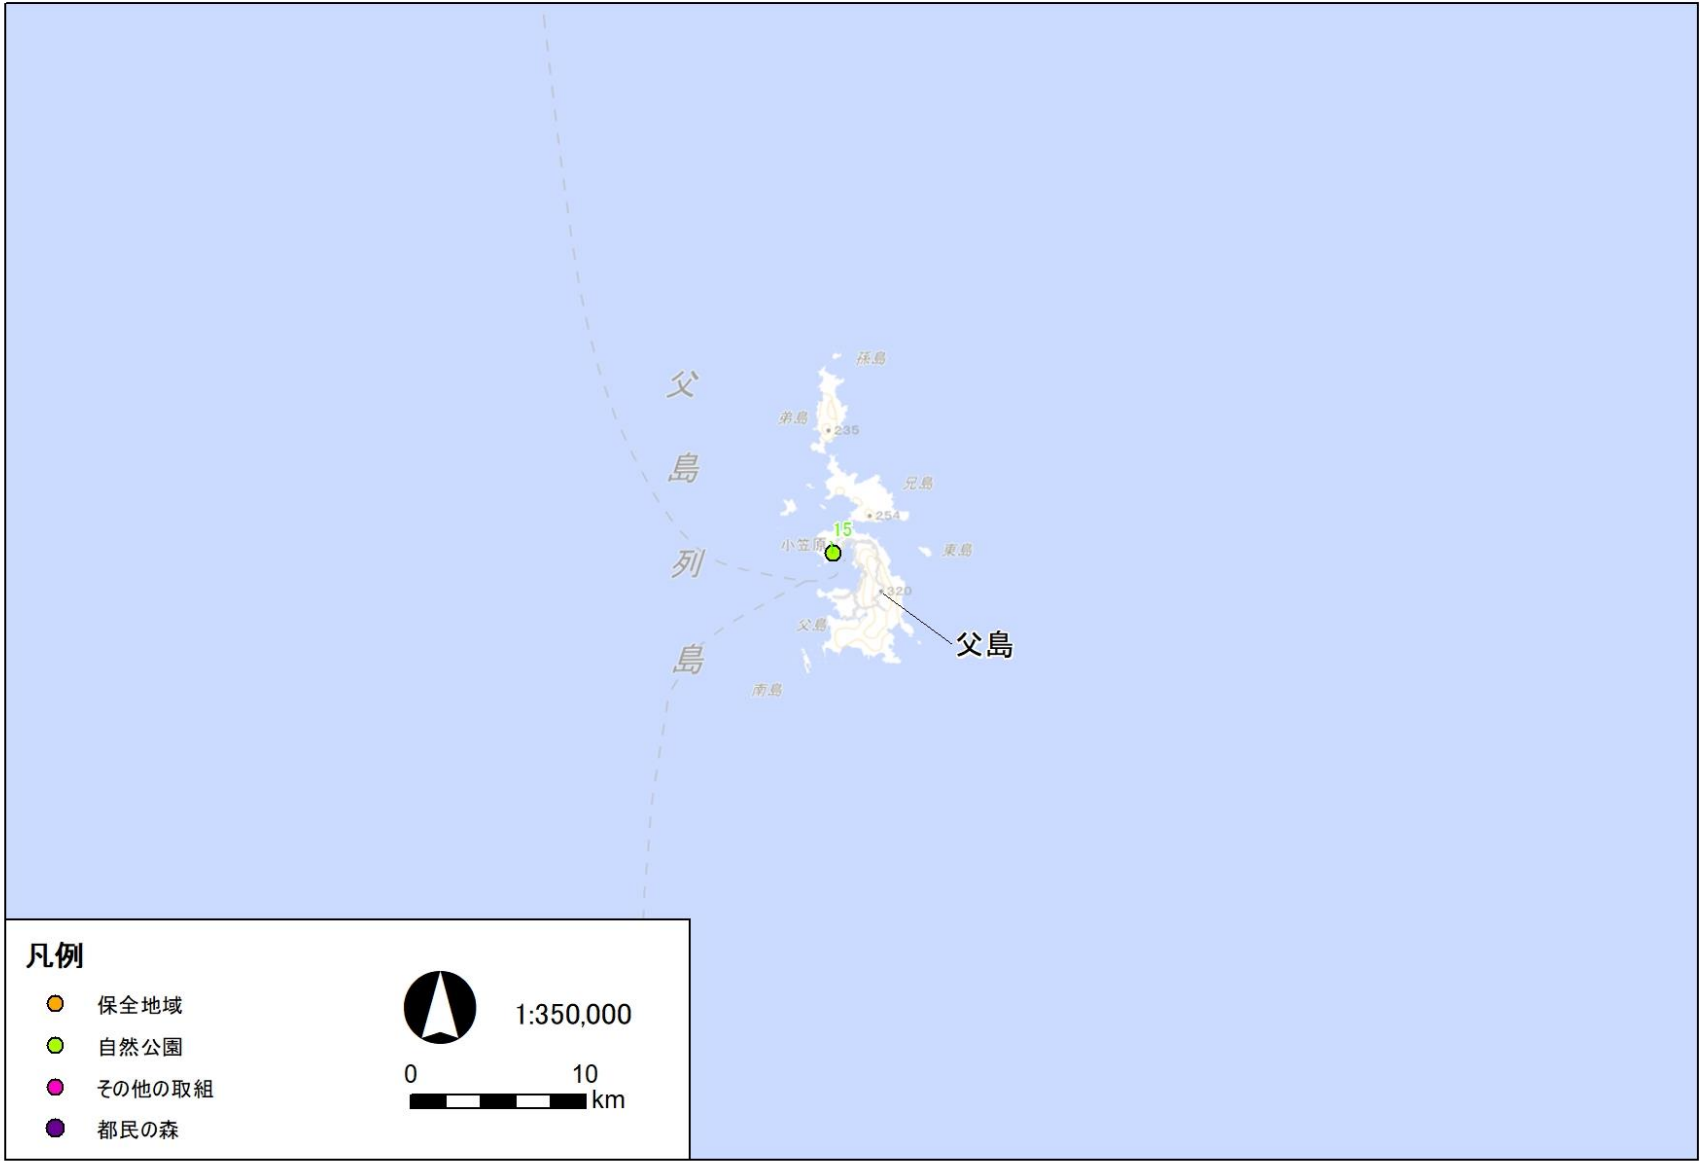 孫島
父島列島
弟島
235
兄島
254
15
小笠原
東島
320
父島
父島
南島
凡例
保全地域
自然公園
その他の取組
都民の森
1:350,000
0 10
km